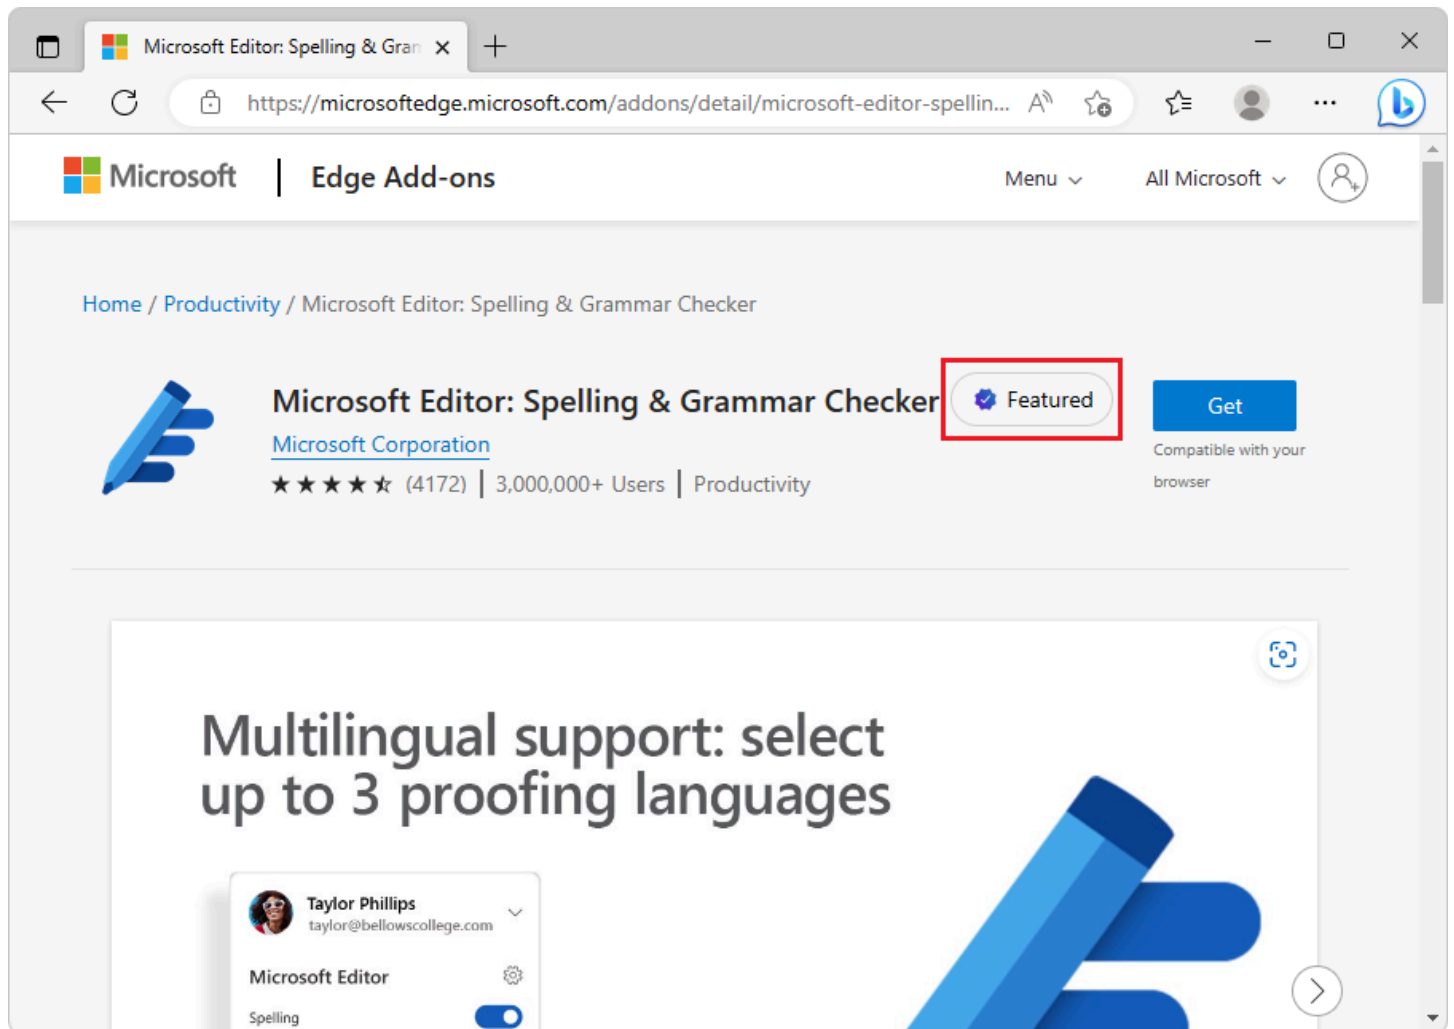 Microsoft Editor: Spelling & Gran
https://microsoftedge.microsoft.com/addons/detail/microsoft-editor-spellin...
Microsoft | Edge Add-ons
Menu
All Microsoft
Home / Productivity / Microsoft Editor: Spelling & Grammar Checker
Microsoft Editor: Spelling & Grammar Checker
Featured
Get
Microsoft Corporation
Compatible with your
browser
(4172) | 3,000,000+ Users | Productivity
Multilingual support: select
up to 3 proofing languages
Taylor Phillips
taylor@bellowscollege.com
Microsoft Editor
Spelling